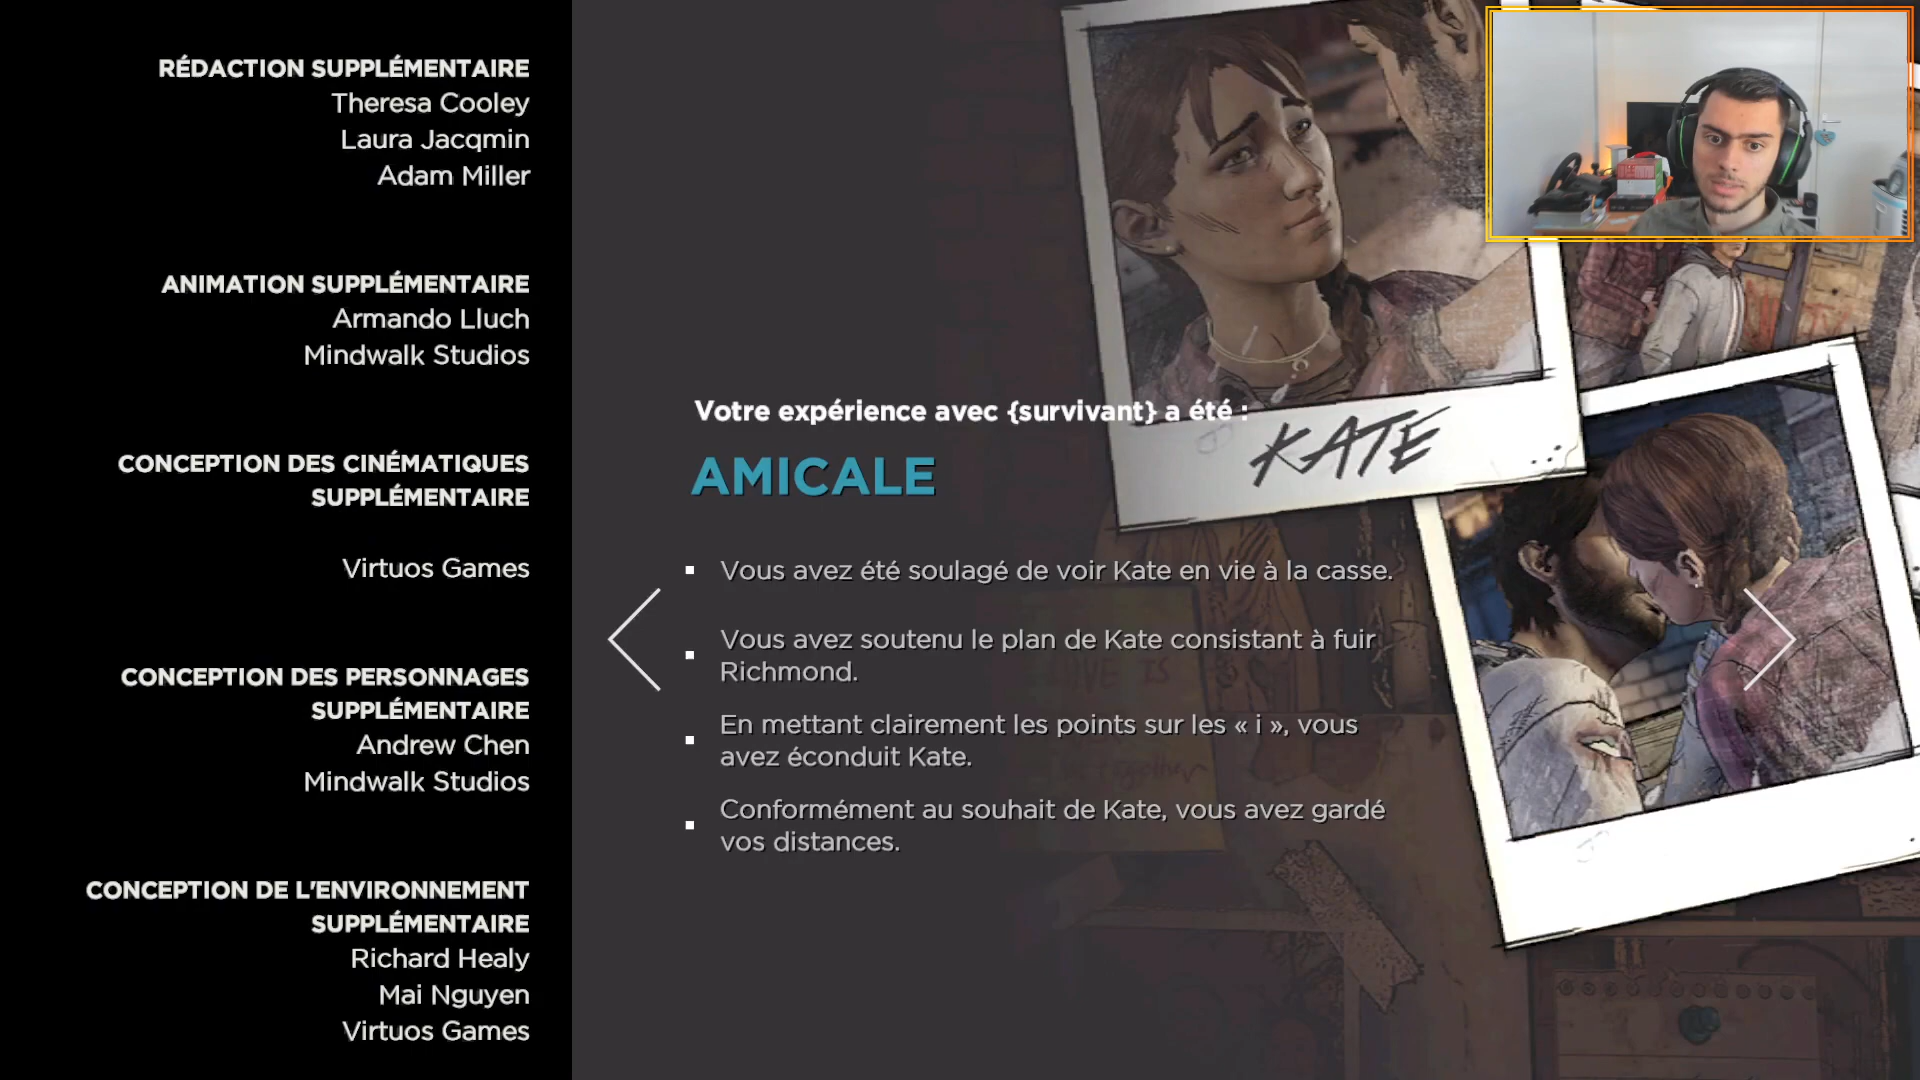 RÉDACTION SUPPLÉMENTAIRE
Theresa Cooley
Laura Jacqmin
Adam Miller
ANIMATION SUPPLÉMENTAIRE
Armando Lluch
Mindwalk Studios
CONCEPTION DES CINÉMATIQUES
SUPPLÉMENTAIRE
Virtuos Games
CONCEPTION DES PERSONNAGES
SUPPLÉMENTAIRE
Andrew Chen
Mindwalk Studios
CONCEPTION DE L'ENVIRONNEMENT
SUPPLÉMENTAIRE
Richard Healy
Mai Nguyen
Virtuos Games
KATE
Votre expérience avec {survivant} a été :
AMICALE
Vous avez été soulagé de voir Kate en vie à la casse.
Vous avez soutenu le plan de Kate consistant à fuir
Richmond.
En mettant clairement les points sur les « i », vous
avez éconduit Kate.
Conformément au souhait de Kate, vous avez gardé
vos distances.
LOVE IS
together